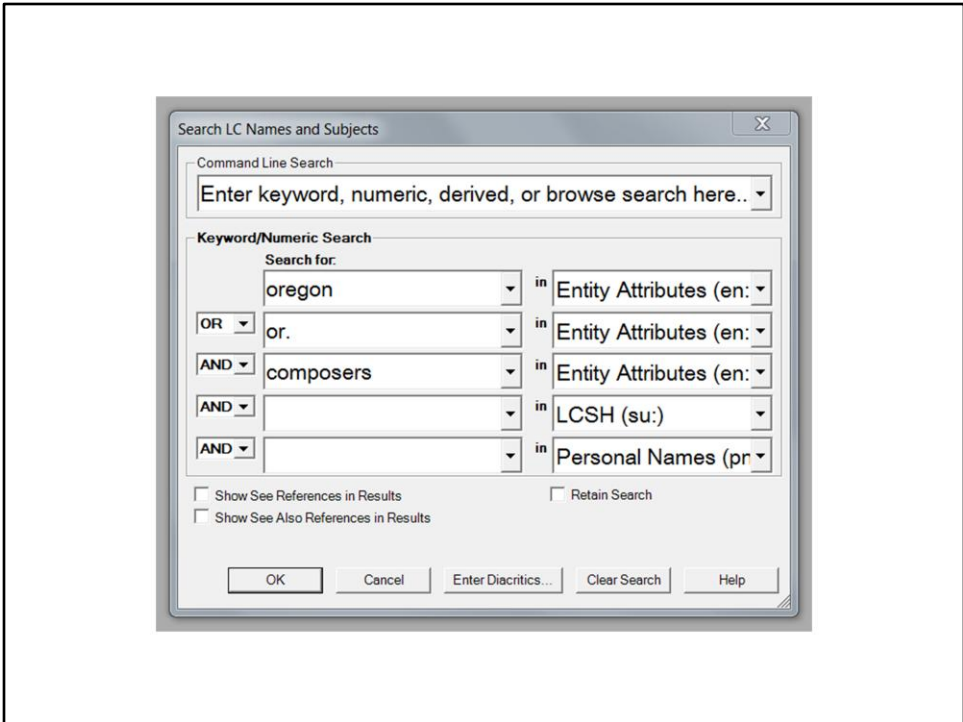 Search LC Names and Subjects
Command Line Search
Enter keyword, numeric, derived, or browse search here..
Keyword/Numeric Search
Search for:
oregon in Entity Attributes (en:
OR or. in Entity Attributes (en:
AND composers in Entity Attributes (en:
AND in LCSH (su:)
AND in Personal Names (pn
Show See References in Results Retain Search
Show See Also References in Results
OK Cancel Enter Diacritics... Clear Search Help